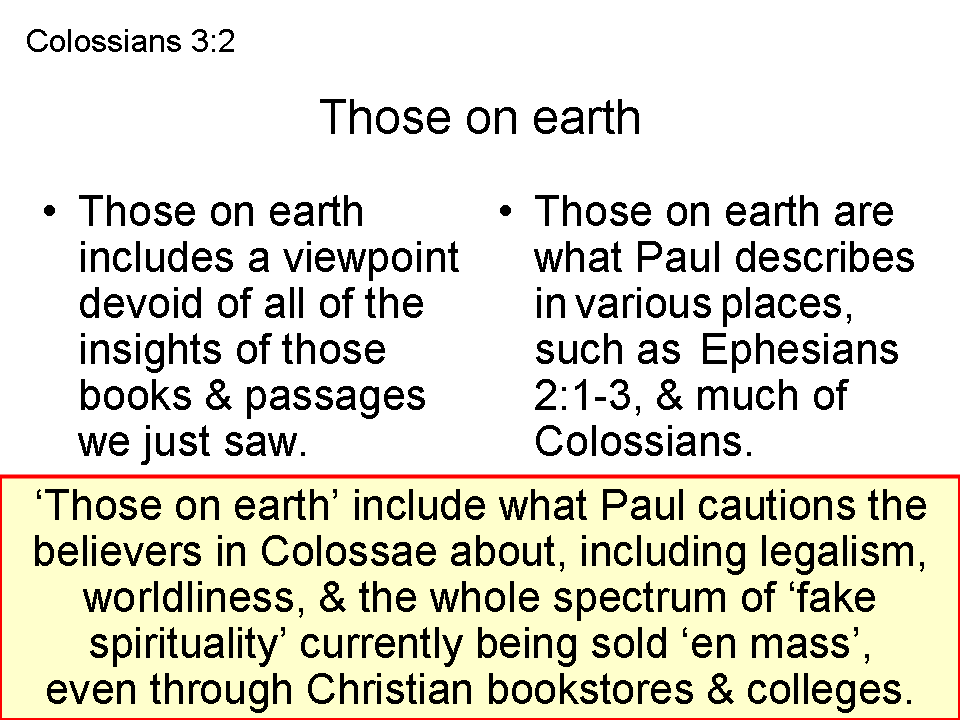 Colossians 3:2
Those on earth
• Those on earth
includes a viewpoint
devoid of all of the
insights of those
books & passages
we just saw.
• Those on earth are
what Paul describes
in various places,
such as Ephesians
2:1-3, & much of
Colossians.
‘Those on earth’ include what Paul cautions the
believers in Colossae about, including legalism,
worldliness, & the whole spectrum of ‘fake
spirituality’ currently being sold ‘en mass’,
even through Christian bookstores & colleges.